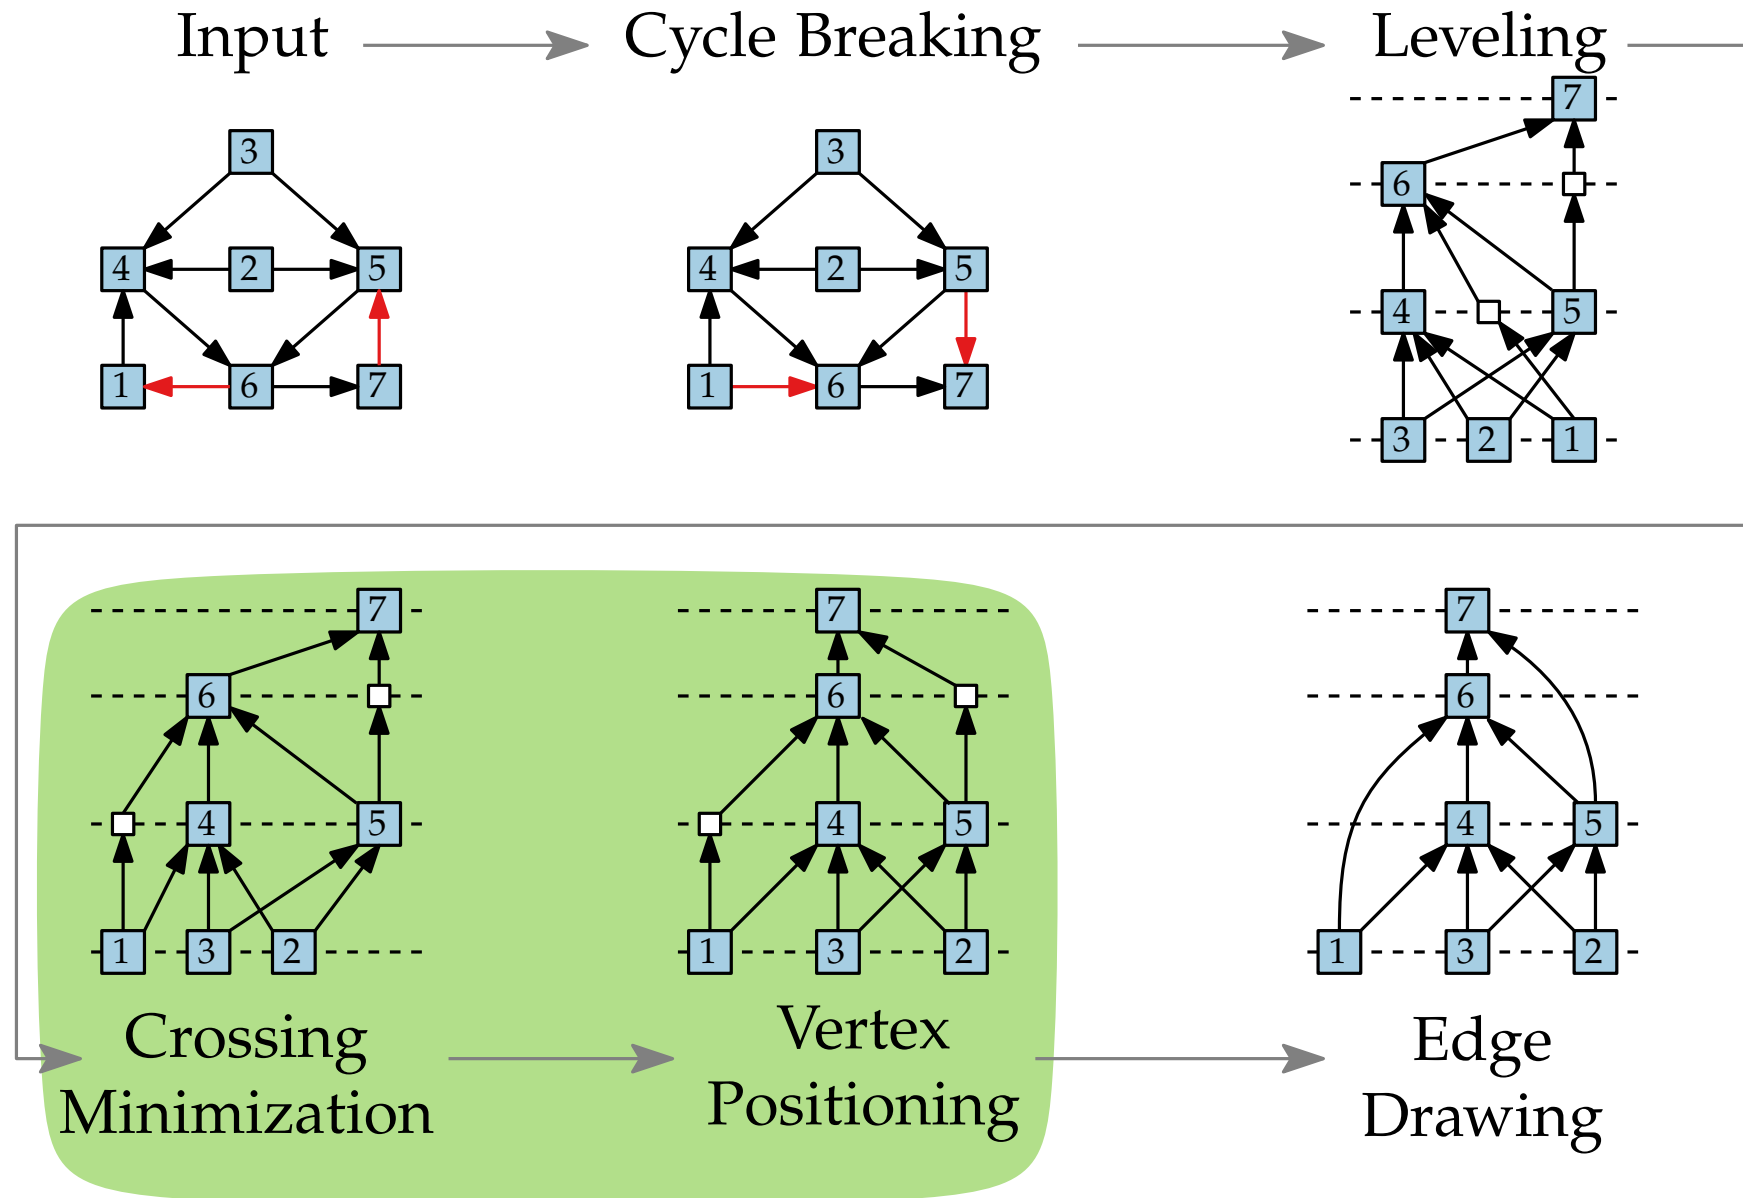 Input Cycle Breaking Leveling
3
4 2 5
1 6 7
3
4 2 5
1 6 7
7
6
4 5
3 2 1
7
6
4 5
1 3 2
7
6
4 5
1 3 2
7
6
4 5
1 3 2
Crossing
Minimization
Vertex
Positioning
Edge
Drawing